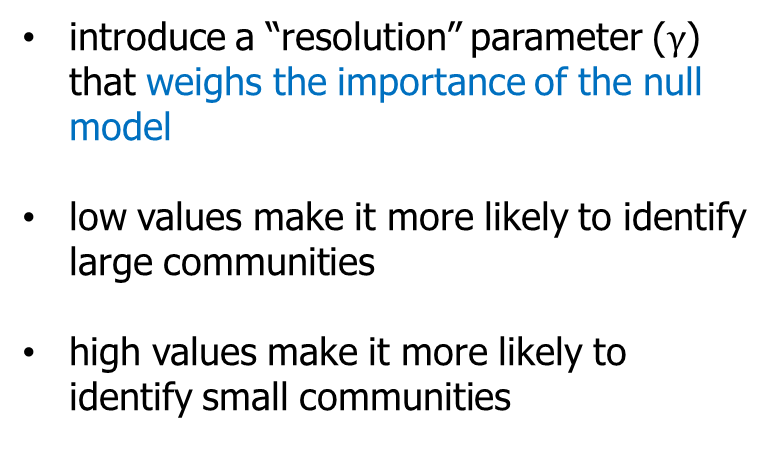 • introduce a “resolution” parameter (γ)
that weighs the importance of the null
model
• low values make it more likely to identify
large communities
• high values make it more likely to
identify small communities